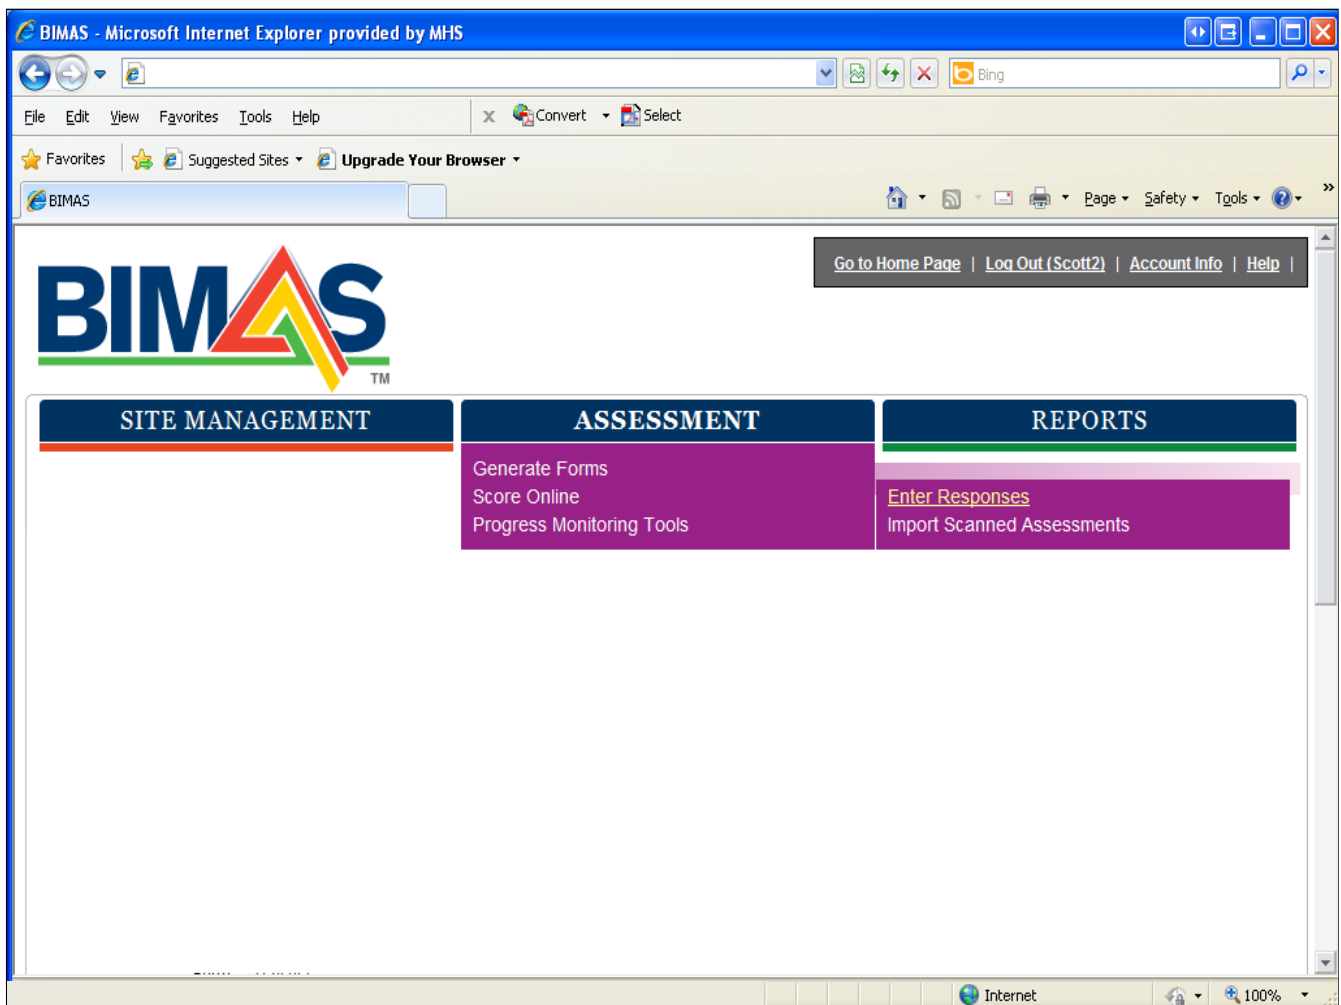 BIMAS - Microsoft Internet Explorer provided by MHS
Bing
File Edit View Favorites Tools Help x Convert Select
Favorites Suggested Sites Upgrade Your Browser
BIMAS Page Safety Tools »
Go to Home Page | Log Out (Scott2) | Account Info | Help |
BIMAS
TM
SITE MANAGEMENT ASSESSMENT REPORTS
Generate Forms
Score Online Enter Responses
Progress Monitoring Tools Import Scanned Assessments
Internet 100%